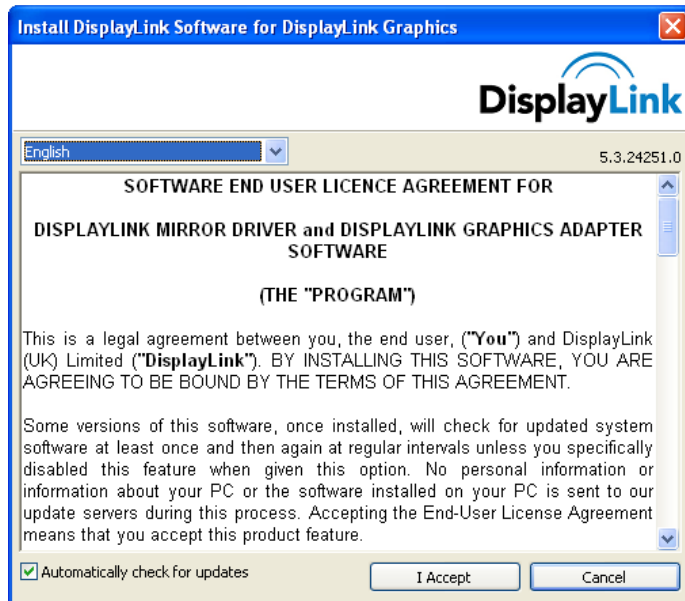 Install DisplayLink Software for DisplayLink Graphics
DisplayLink
English
5.3.24251.0
SOFTWARE END USER LICENCE AGREEMENT FOR
DISPLAYLINK MIRROR DRIVER and DISPLAYLINK GRAPHICS ADAPTER
SOFTWARE
(THE "PROGRAM")
This is a legal agreement between you, the end user, ("You") and DisplayLink
(UK) Limited ("DisplayLink"). BY INSTALLING THIS SOFTWARE, YOU ARE
AGREEING TO BE BOUND BY THE TERMS OF THIS AGREEMENT.
Some versions of this software, once installed, will check for updated system
software at least once and then again at regular intervals unless you specifically
disabled this feature when given this option. No personal information or
information about your PC or the software installed on your PC is sent to our
update servers during this process. Accepting the End-User License Agreement
means that you accept this product feature.
Automatically check for updates
I Accept
Cancel